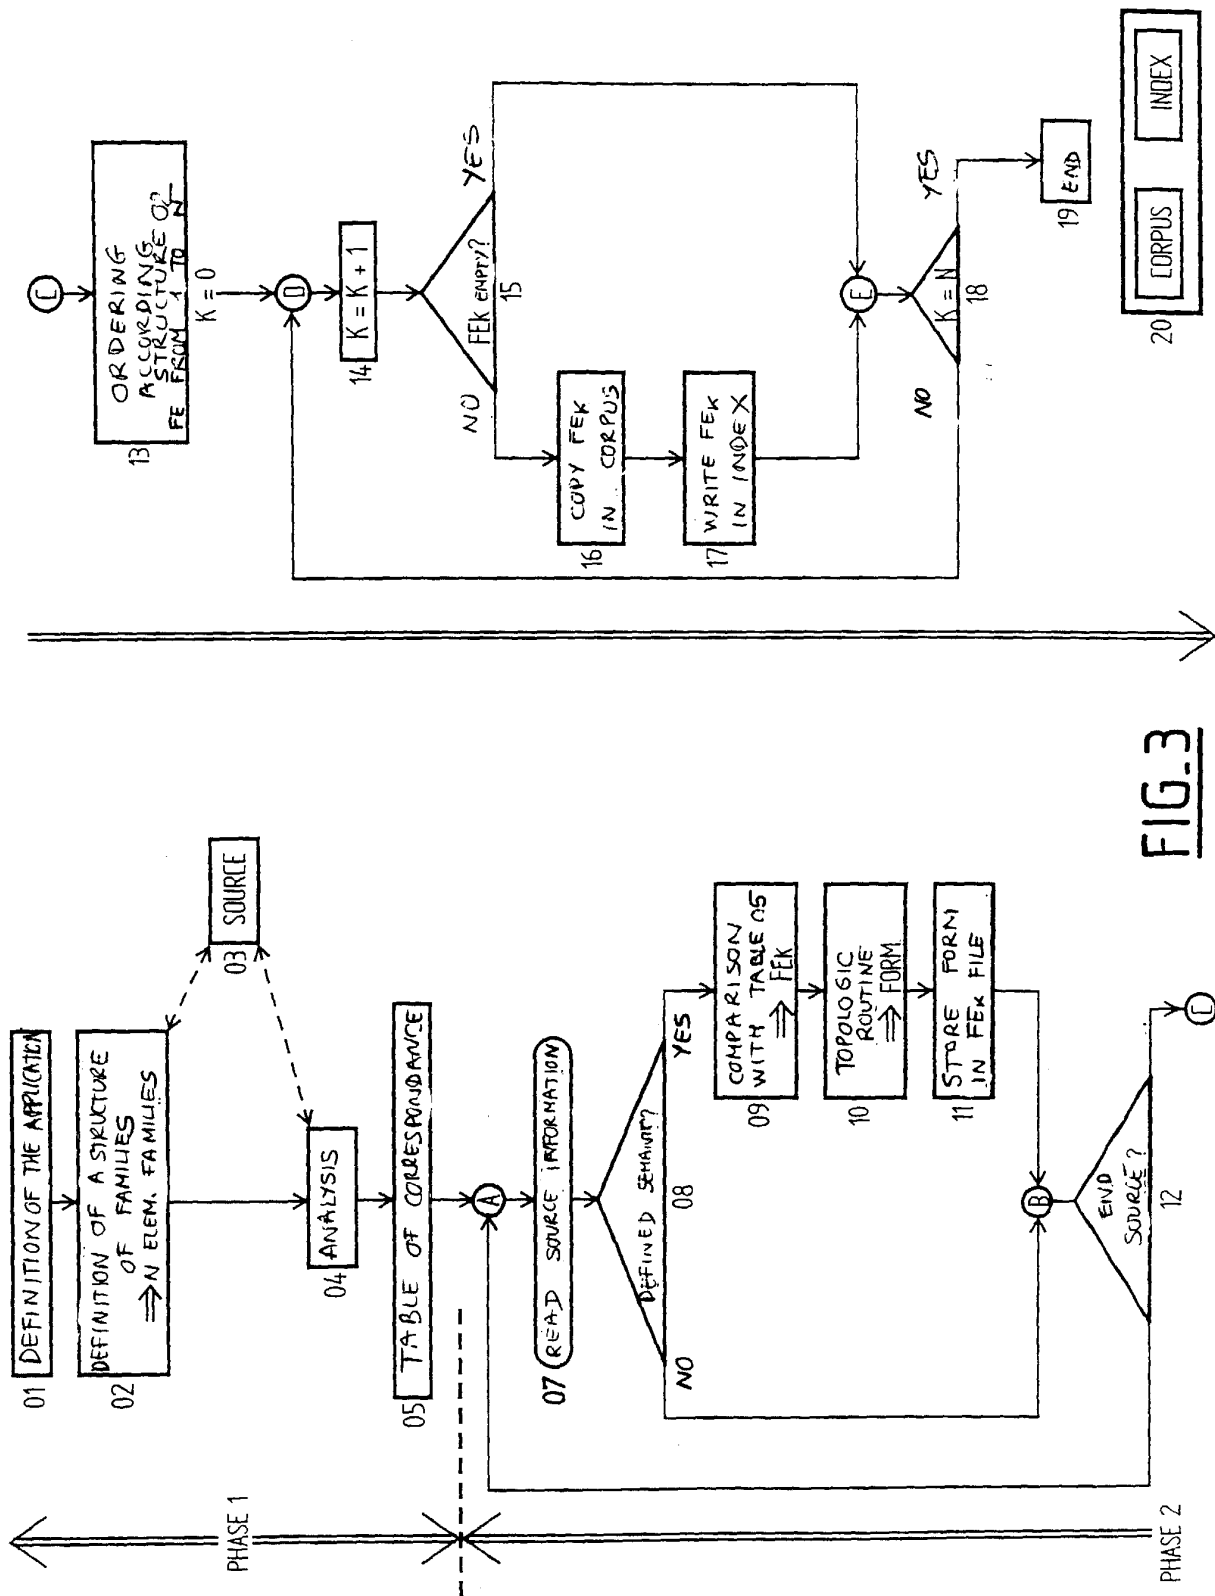 PHASE 1
01
DEFINITION OF THE APPLICATION
02
DEFINITION OF A STRUCTURE
OF FAMILIES
⇒ N ELEM. FAMILIES
03
SOURCE
04
ANALYSIS
05
TABLE OF CORRESPONDANCE
PHASE 2
A
07
READ SOURCE INFORMATION
DEFINED SEMANT?
08
NO
YES
09
COMPARISON
WITH TABLE 05
⇒ FEK
10
TOPOLOGIC
ROUTINE
⇒ FORM
11
STORE FORM
IN FEK FILE
B
END
SOURCE?
12
C
FIG.3
C
13
ORDERING
ACCORDING
STRUCTURE OF
FE FROM 1 TO N
K = 0
D
14
K = K + 1
FEK EMPTY?
15
NO
YES
16
COPY FEK
IN CORPUS
17
WRITE FEK
IN INDEX
E
K = N
18
NO
YES
19
END
20
CORPUS
INDEX